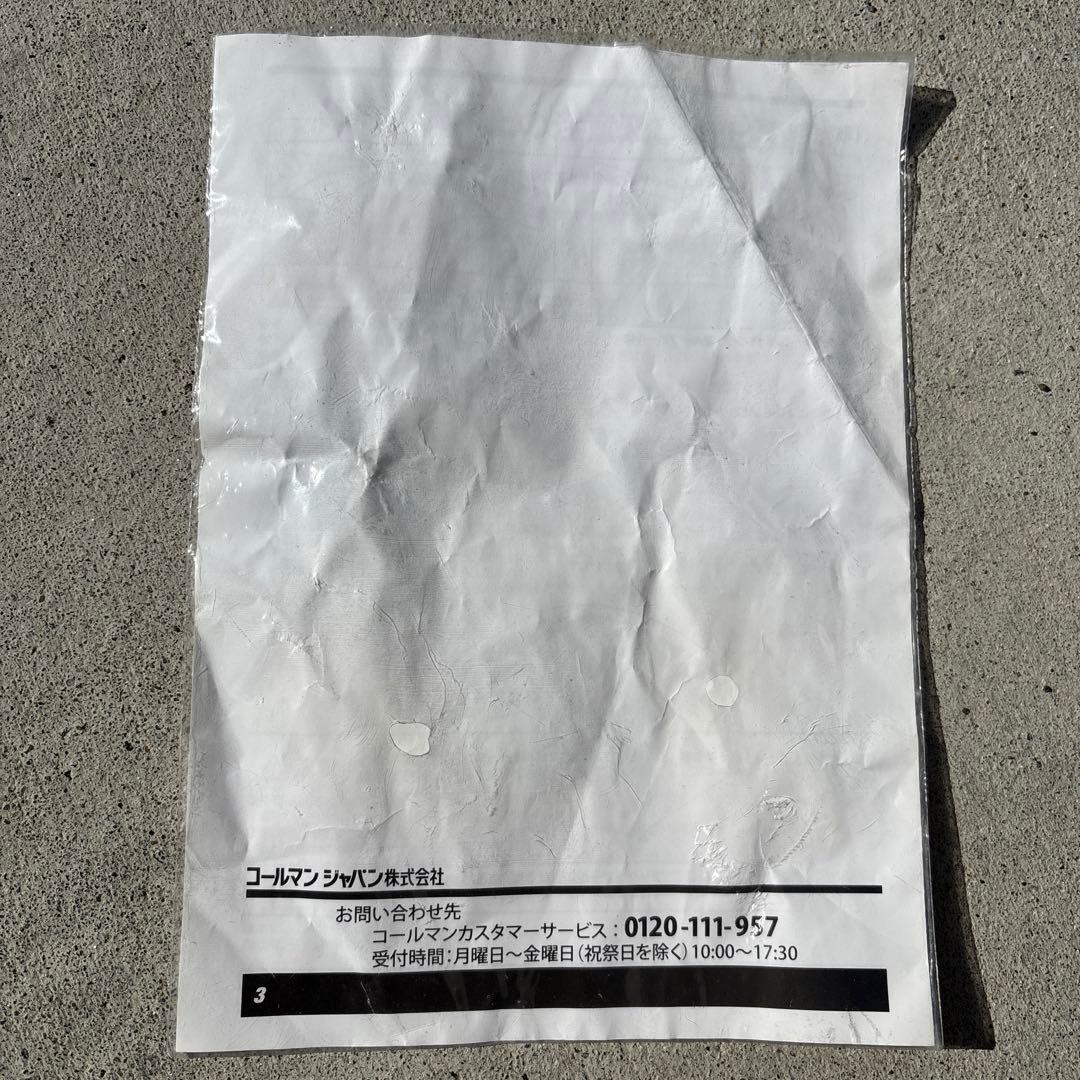 コールマン ジャパン株式会社
お問い合わせ先
コールマンカスタマーサービス：0120-111-957
受付時間：月曜日～金曜日（祝祭日を除く）10:00～17:30
3